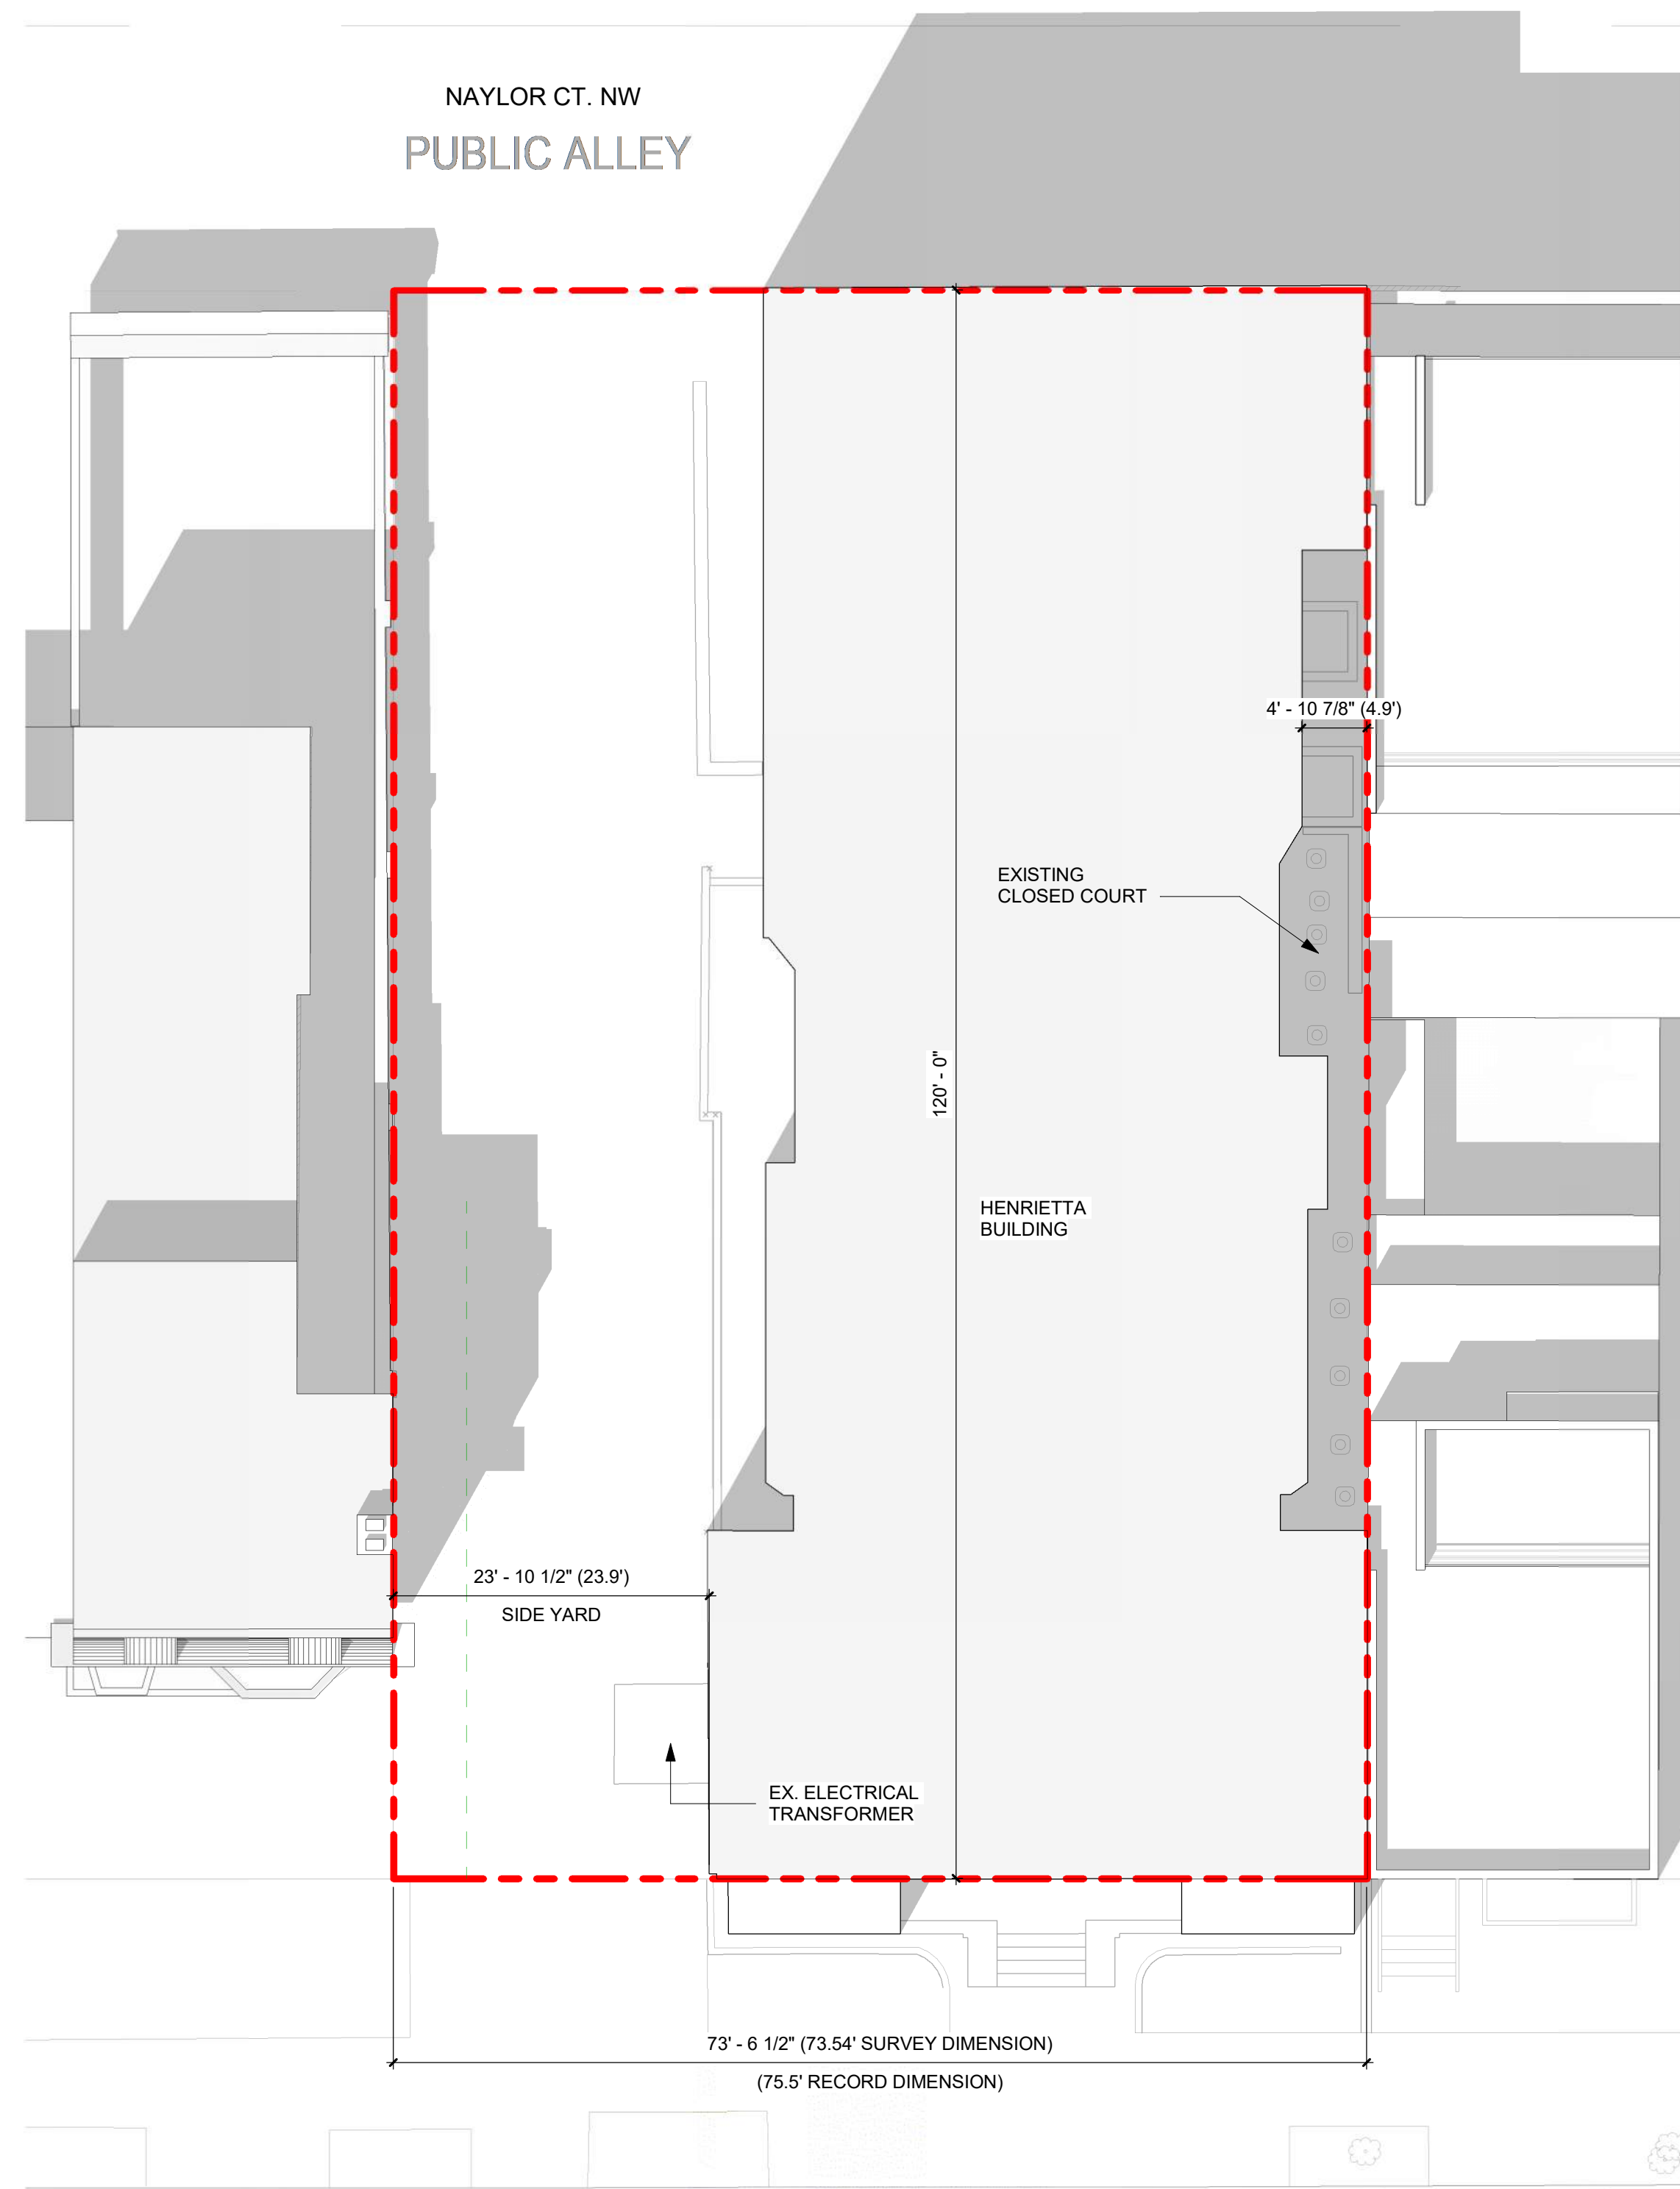 NAYLOR CT. NW
PUBLIC ALLEY
4' - 10 7/8" (4.9')
EXISTING
CLOSED COURT
120' - 0"
HENRIETTA
BUILDING
23' - 10 1/2" (23.9')
SIDE YARD
EX. ELECTRICAL
TRANSFORMER
73' - 6 1/2" (73.54' SURVEY DIMENSION)
(75.5' RECORD DIMENSION)